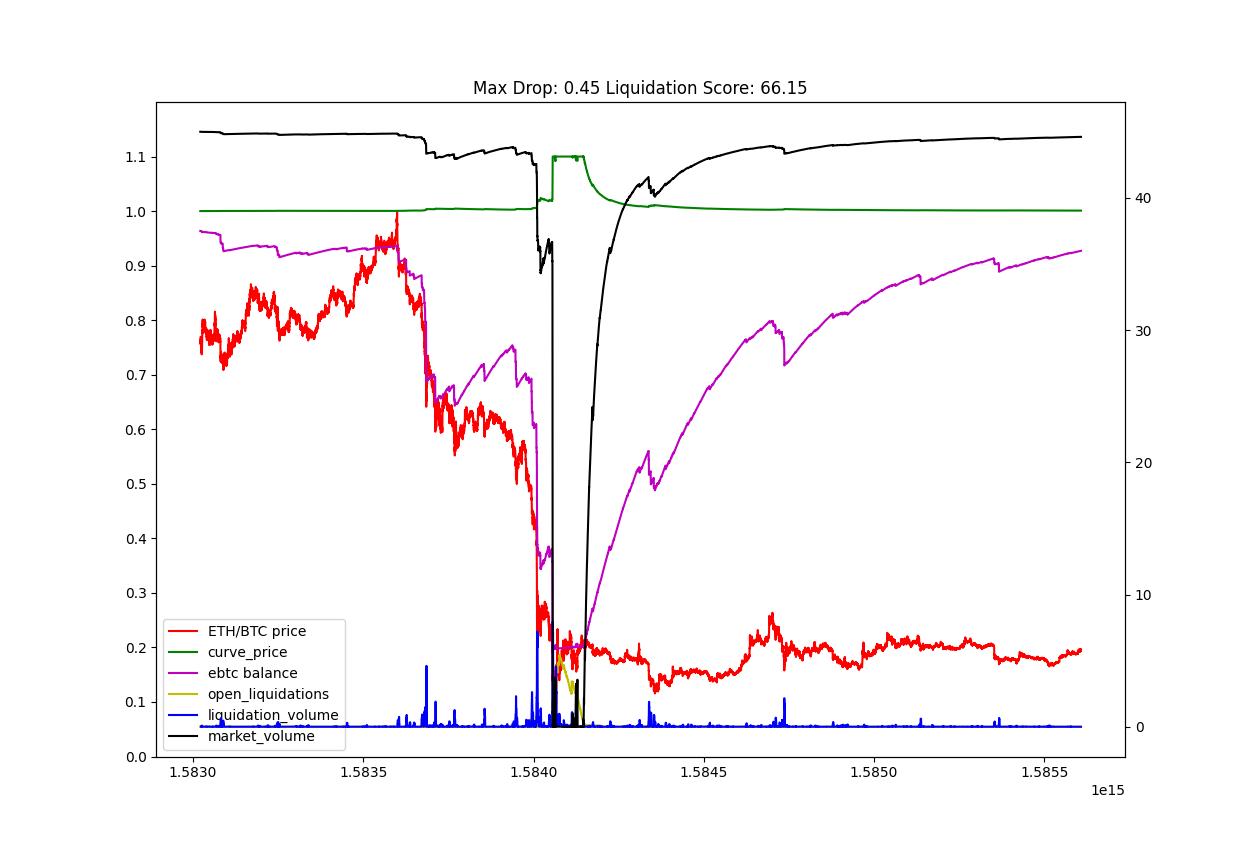 Max Drop: 0.45 Liquidation Score: 66.15
1.1
1.0
0.9
0.8
0.7
0.6
0.5
0.4
0.3
0.2
0.1
0.0
40
30
20
10
0
ETH/BTC price
curve_price
ebtc balance
open_liquidations
liquidation_volume
market_volume
1.5830 1.5835 1.5840 1.5845 1.5850 1.5855
1e15